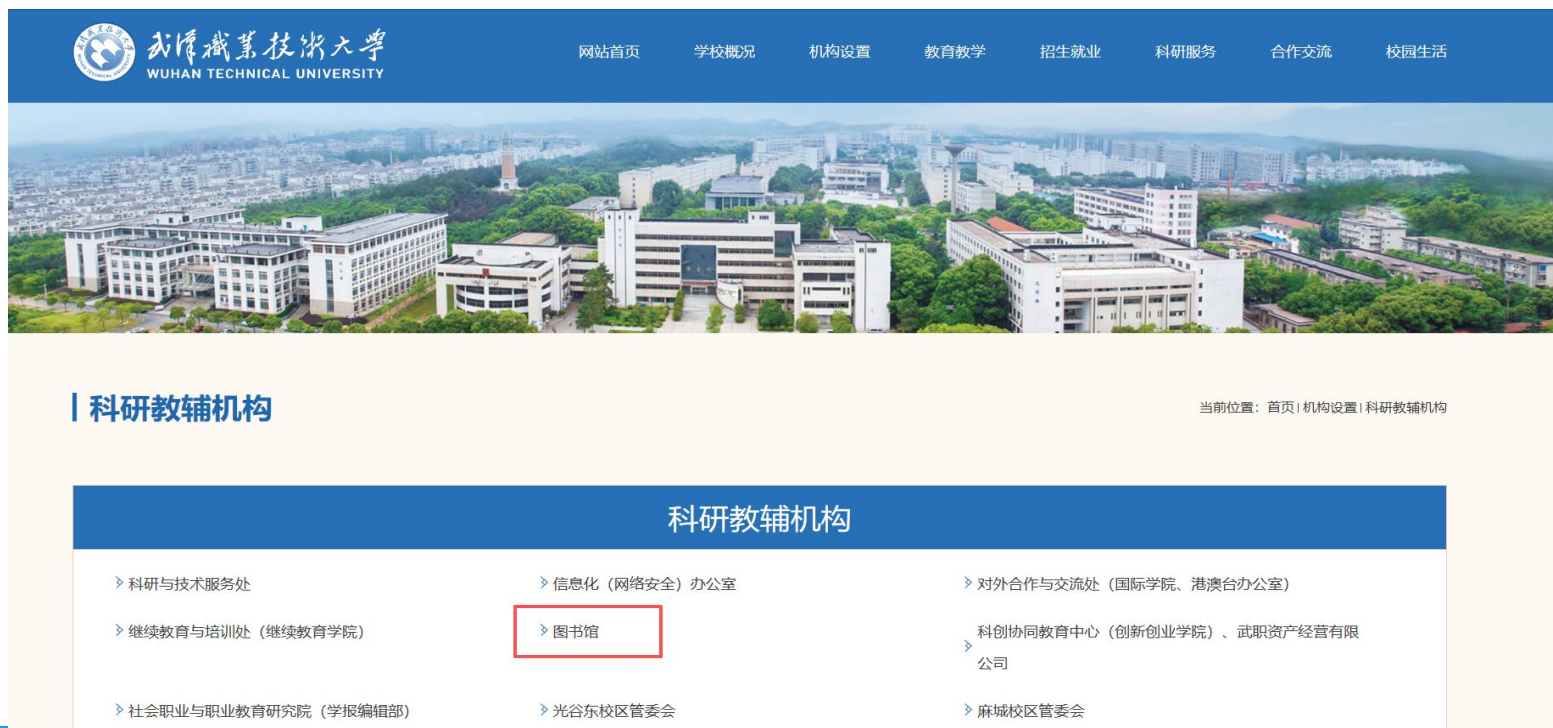 武漢職業技術大學
WUHAN TECHNICAL UNIVERSITY
网站首页 学校概况 机构设置 教育教学 招生就业 科研服务 合作交流 校园生活
科研教辅机构
当前位置：首页 | 机构设置 | 科研教辅机构
科研教辅机构
科研与技术服务处 信息化（网络安全）办公室 对外合作与交流处（国际学院、港澳台办公室）
继续教育与培训处（继续教育学院） 图书馆 科创协同教育中心（创新创业学院）、武职资产经营有限
公司
社会职业与职业教育研究院（学报编辑部） 光谷东校区管委会 麻城校区管委会